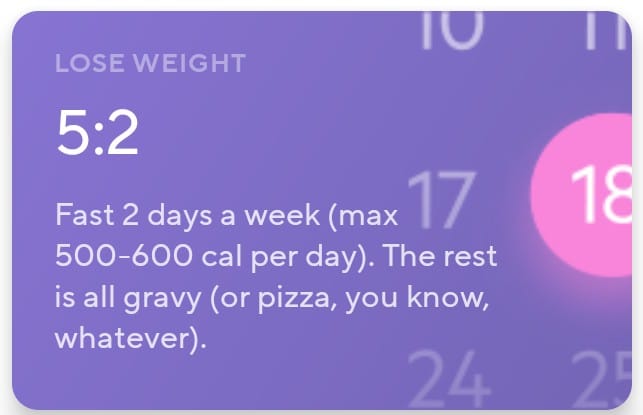 10 11
LOSE WEIGHT
5:2
17 18
Fast 2 days a week (max
500-600 cal per day). The rest
is all gravy (or pizza, you know,
whatever).
24 25